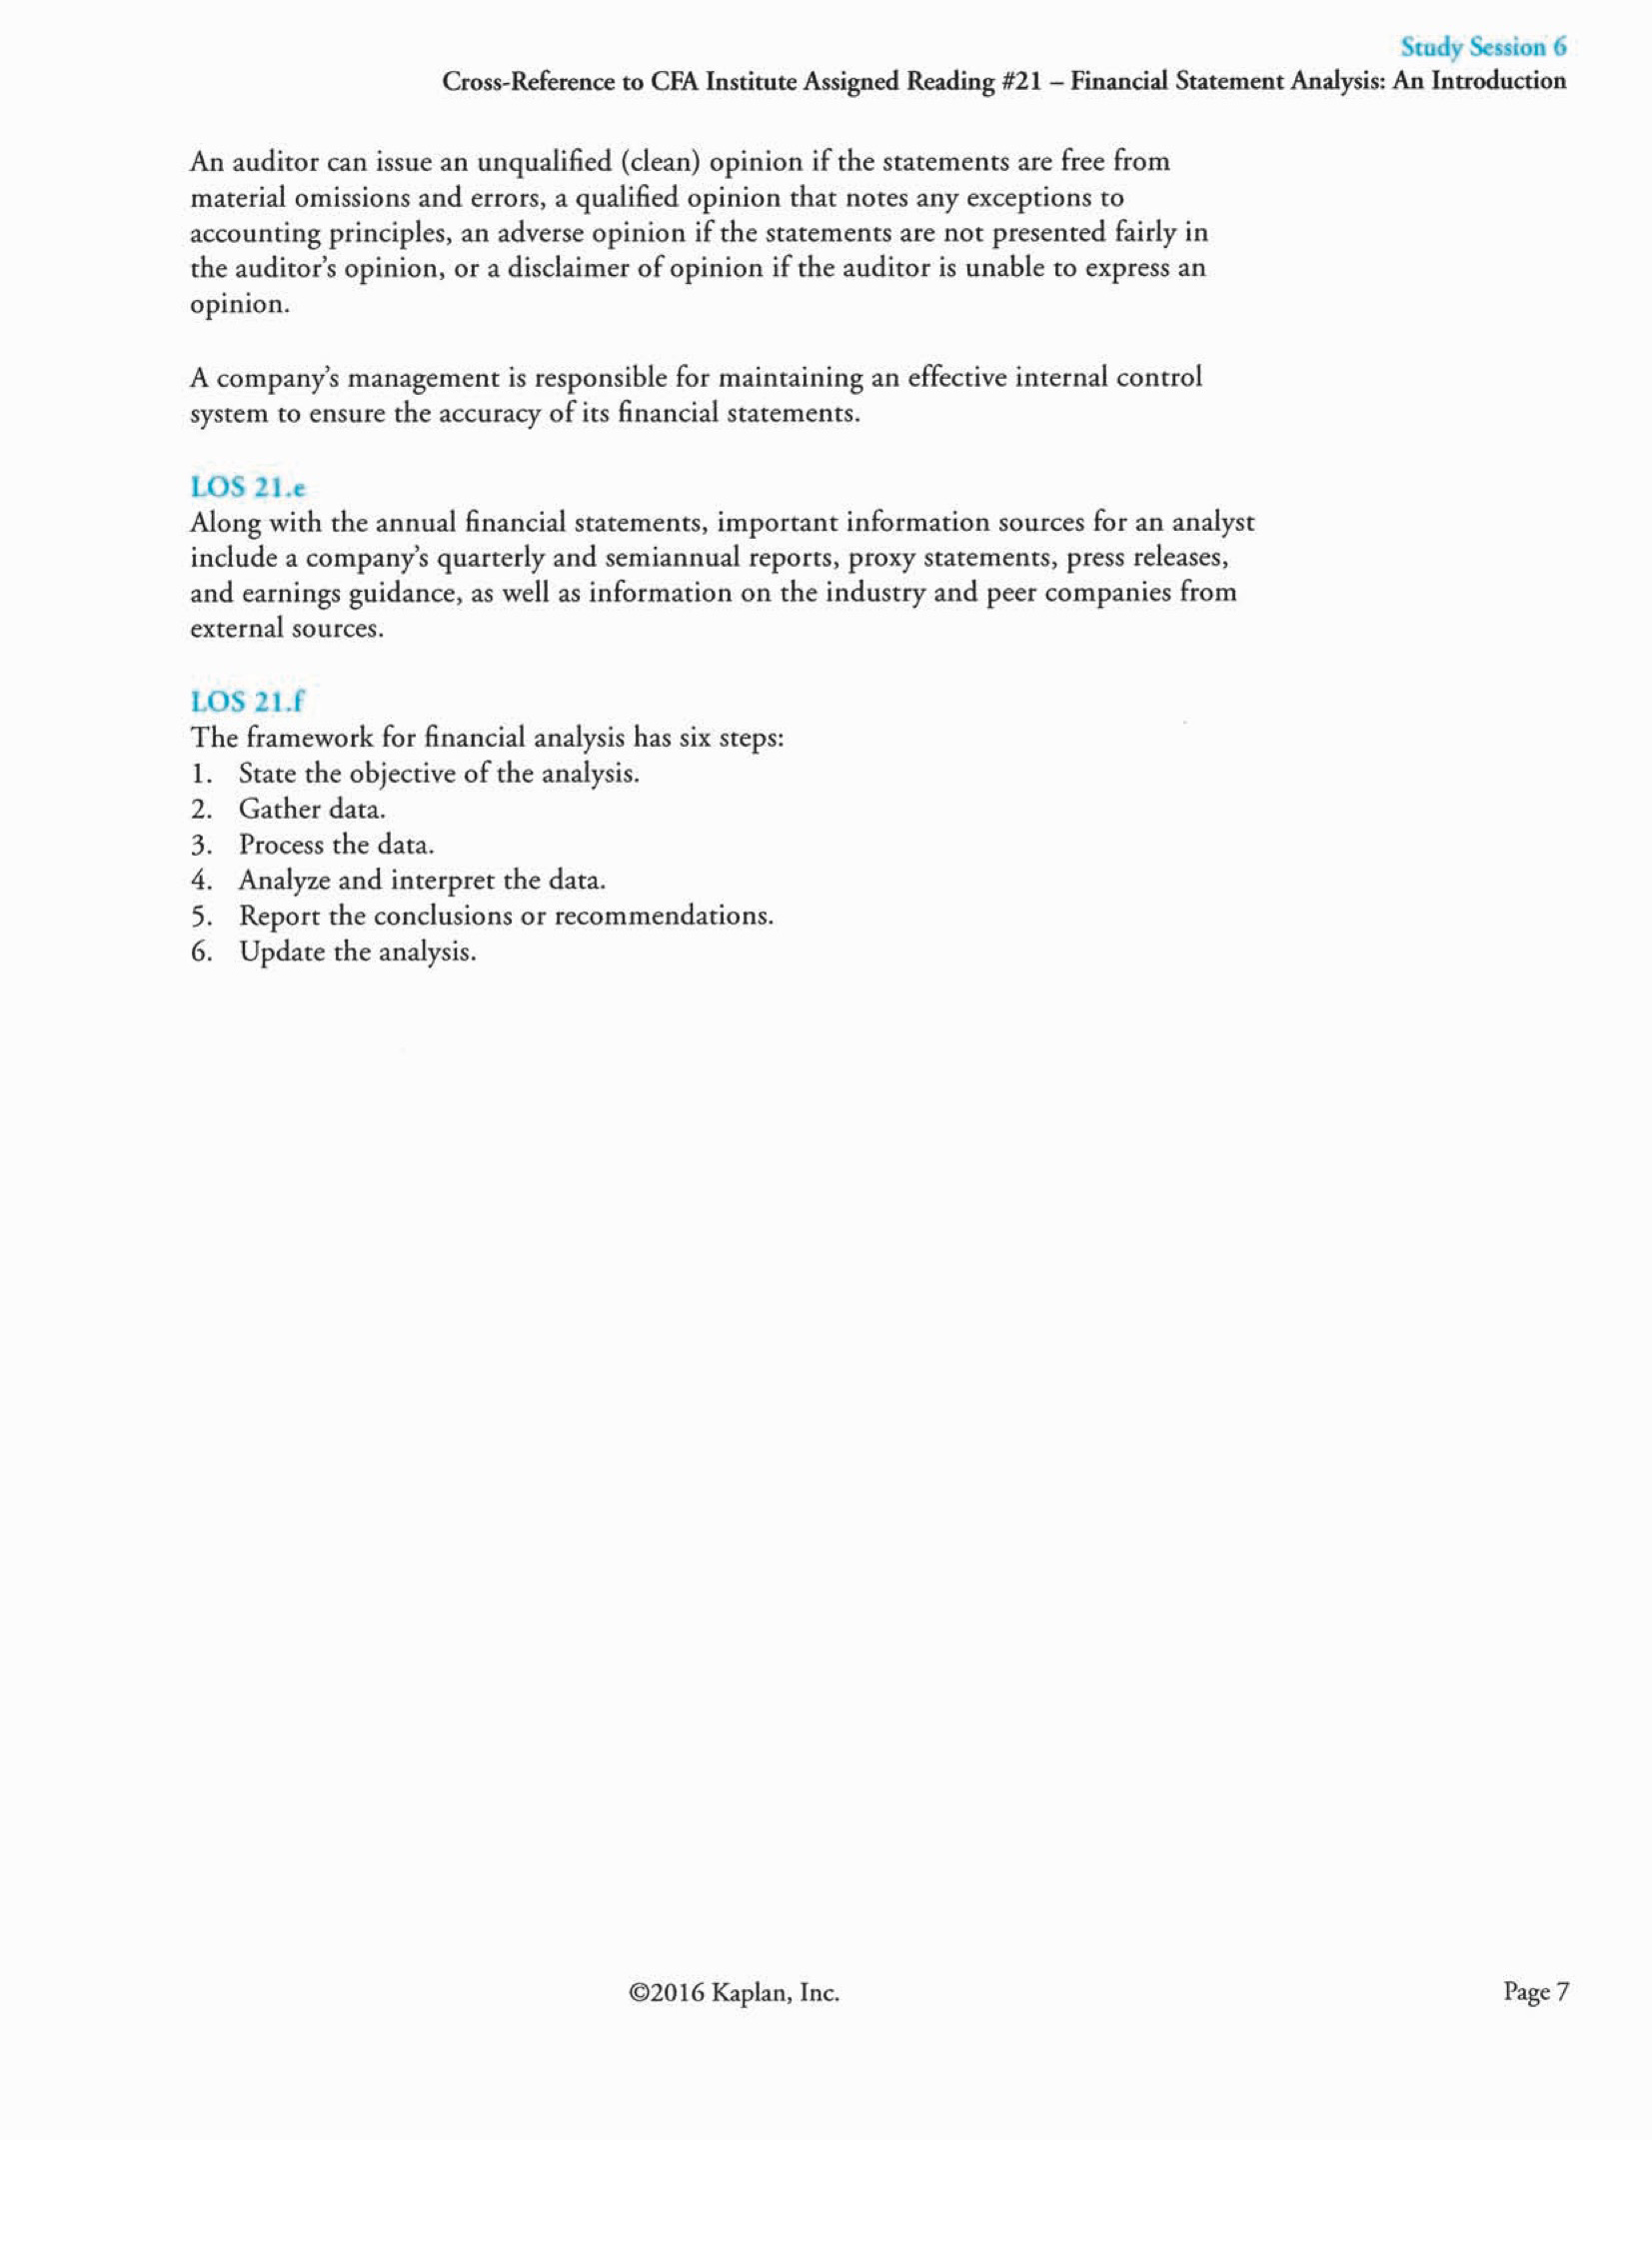 Study Session 6
Cross-Reference to CFA Institute Assigned Reading #21 – Financial Statement Analysis: An Introduction
An auditor can issue an unqualified (clean) opinion if the statements are free from
material omissions and errors, a qualified opinion that notes any exceptions to
accounting principles, an adverse opinion if the statements are not presented fairly in
the auditor's opinion, or a disclaimer of opinion if the auditor is unable to express an
opinion.
A company's management is responsible for maintaining an effective internal control
system to ensure the accuracy of its financial statements.
LOS 21.e
Along with the annual financial statements, important information sources for an analyst
include a company's quarterly and semiannual reports, proxy statements, press releases,
and earnings guidance, as well as information on the industry and peer companies from
external sources.
LOS 21.f
The framework for financial analysis has six steps:
1. State the objective of the analysis.
2. Gather data.
3. Process the data.
4. Analyze and interpret the data.
5. Report the conclusions or recommendations.
6. Update the analysis.
©2016 Kaplan, Inc.
Page 7